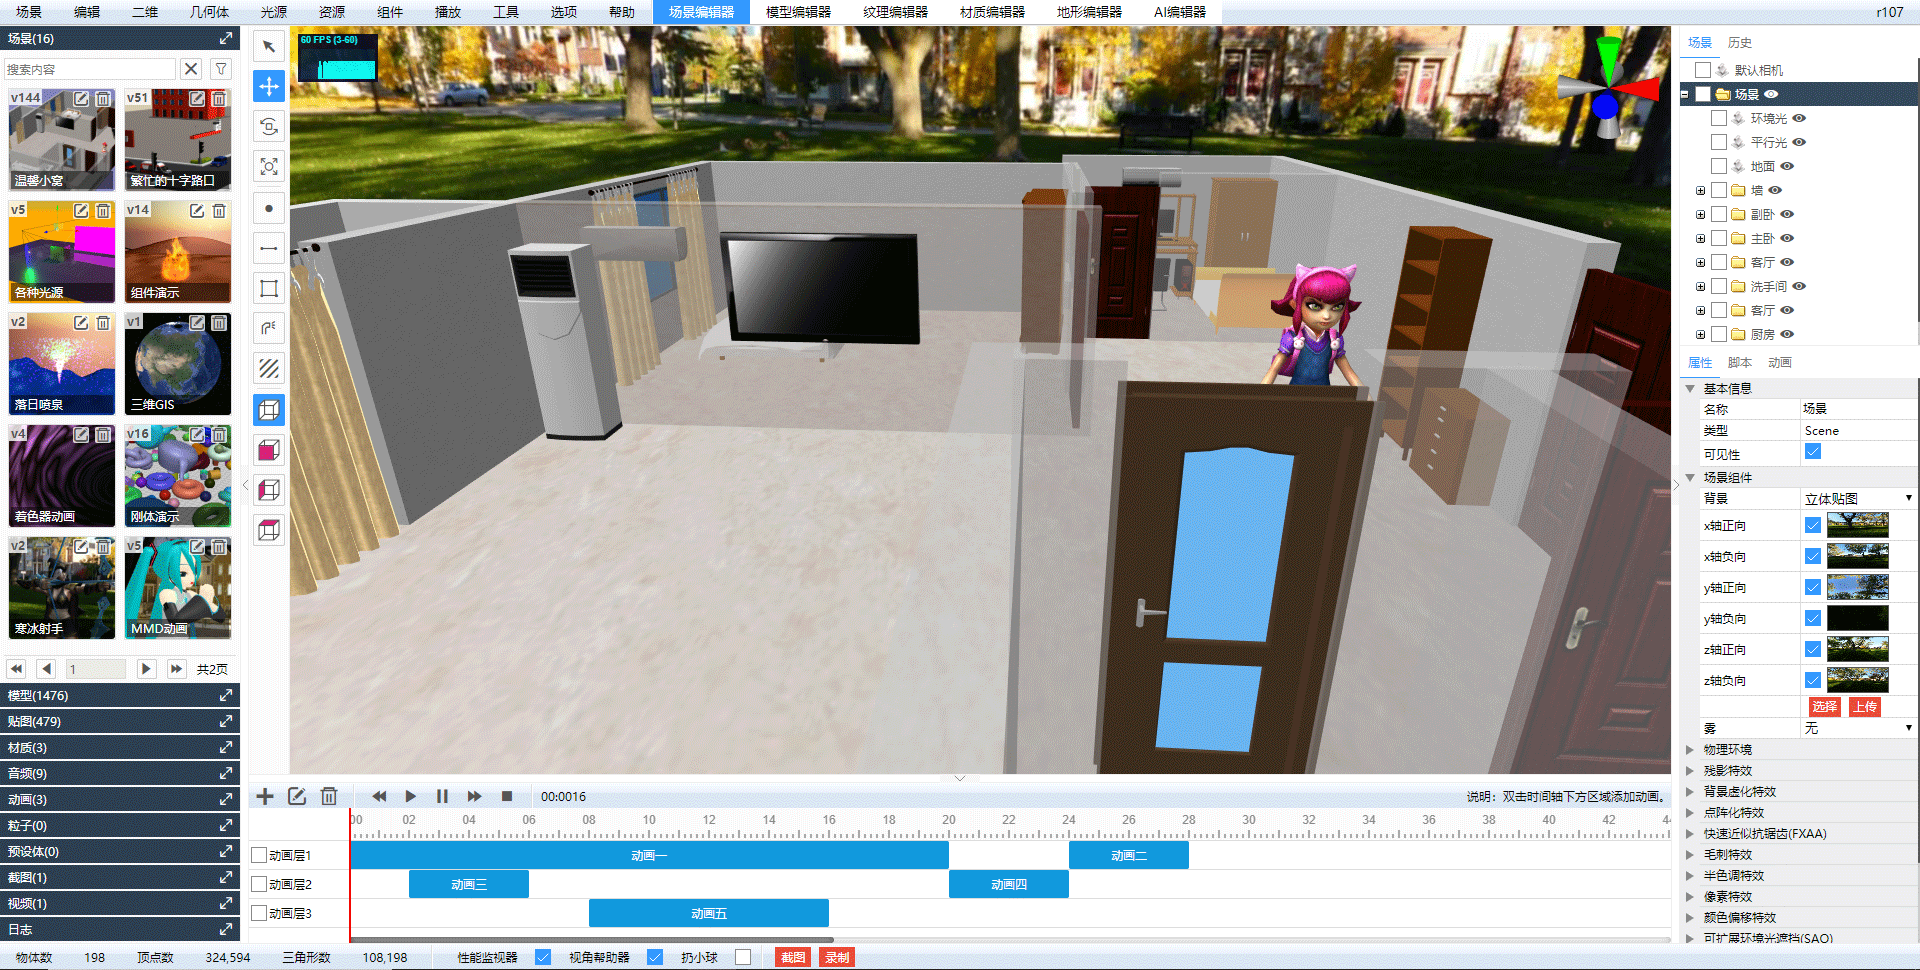 场景 编辑 二维 几何体 光源 资源 组件 播放 工具 选项 帮助 场景编辑器 模型编辑器 纹理编辑器 材质编辑器 地形编辑器 AI编辑器 r107
场景(16)
搜索内容
v144
温馨小窝
v51
繁忙的十字路口
v5
各种光源
v14
组件演示
v2
落日喷泉
v1
三维GIS
v4
着色器动画
v16
刚体演示
v2
寒冰射手
v5
MMD动画
1 共2页
模型(1476)
贴图(479)
材质(3)
音频(9)
动画(3)
粒子(0)
预设体(0)
截图(1)
视频(1)
日志
60 FPS (3-60)
00:0016
说明：双击时间轴下方区域添加动画。
00 02 04 06 08 10 12 14 16 18 20 22 24 26 28 30 32 34 36 38 40 42 44
动画层1 动画一 动画二
动画层2 动画三 动画四
动画层3 动画五
场景 历史
默认相机
场景
环境光
平行光
地面
墙
副卧
主卧
客厅
洗手间
客厅
厨房
属性 脚本 动画
基本信息
名称 场景
类型 Scene
可见性
场景组件
背景 立体贴图
x轴正向
x轴负向
y轴正向
y轴负向
z轴正向
z轴负向
选择 上传
雾 无
物理环境
残影特效
背景虚化特效
点阵化特效
快速近似抗锯齿(FXAA)
毛刺特效
半色调特效
像素特效
颜色偏移特效
可扩展环境光遮挡(SAO)
物体数 198 顶点数 324,594 三角形数 108,198 性能监视器 视角帮助器 扔小球 截图 录制